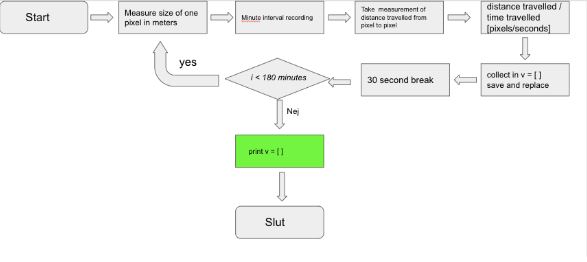 Start
Measure size of one
pixel in meters
Minute interval recording
Take measurement of
distance travelled from
pixel to pixel
distance travelled /
time travelled
[pixels/seconds]
collect in v = [ ]
save and replace
30 second break
i < 180 minutes
yes
Nej
print v = [ ]
Slut